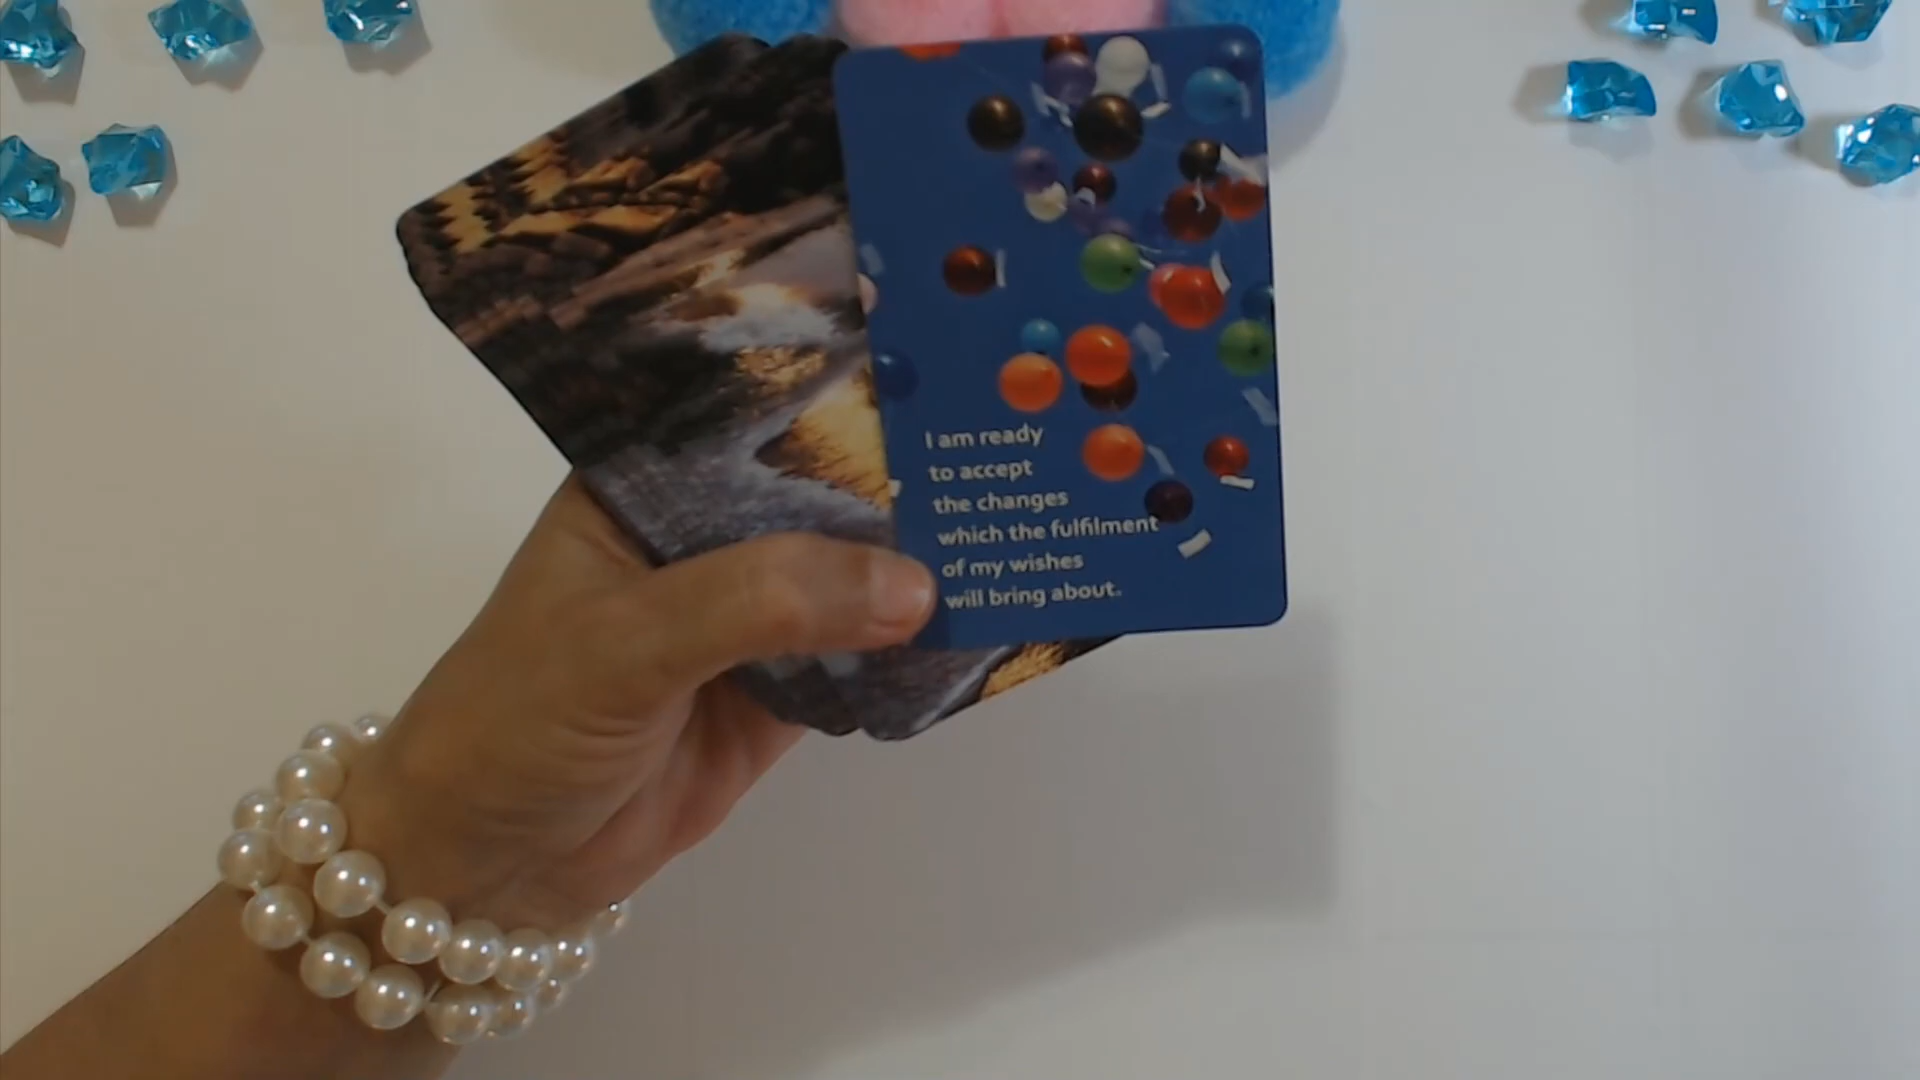 I am ready
to accept
the changes
which the fulfilment
of my wishes
will bring about.